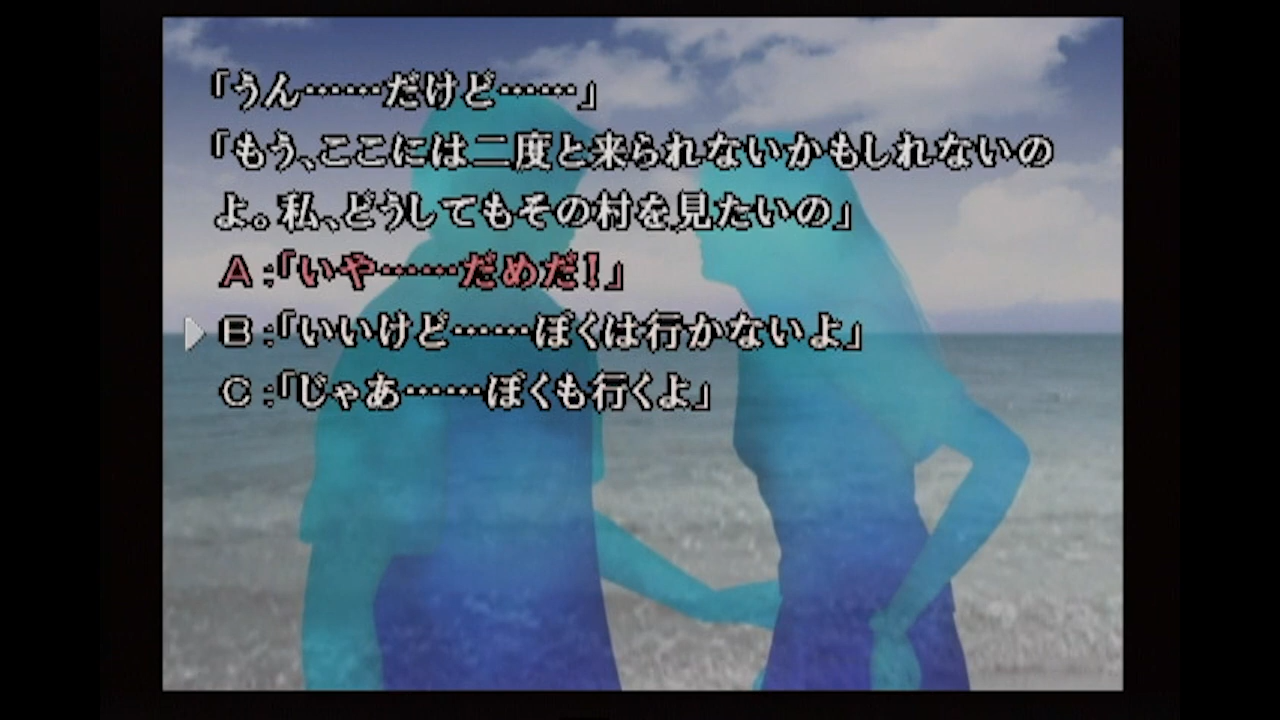 「うん……だけど……」
「もう、ここには二度と来られないかもしれないの
よ。私、どうしてもその村を見たいの」
A:「いや……だめだ!」
B:「いいけど……ぼくは行かないよ」
C:「じゃあ……ぼくも行くよ」